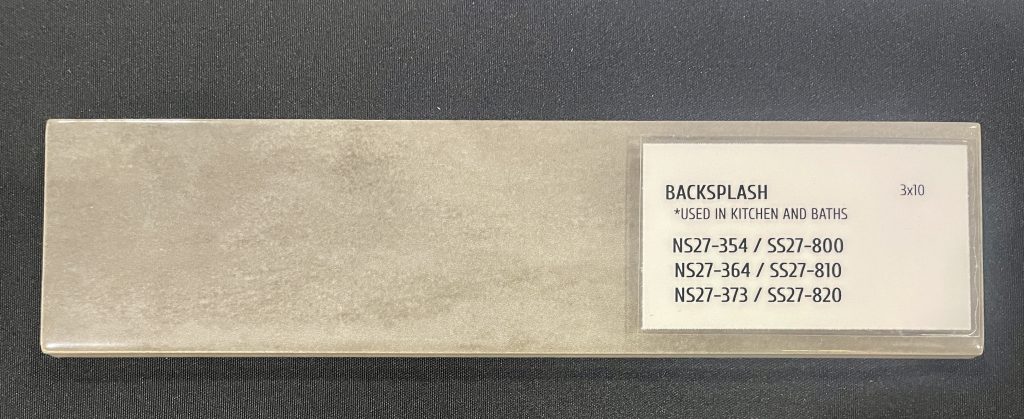 BACKSPLASH 3x10
*USED IN KITCHEN AND BATHS
NS27-354 / SS27-800
NS27-364 / SS27-810
NS27-373 / SS27-820